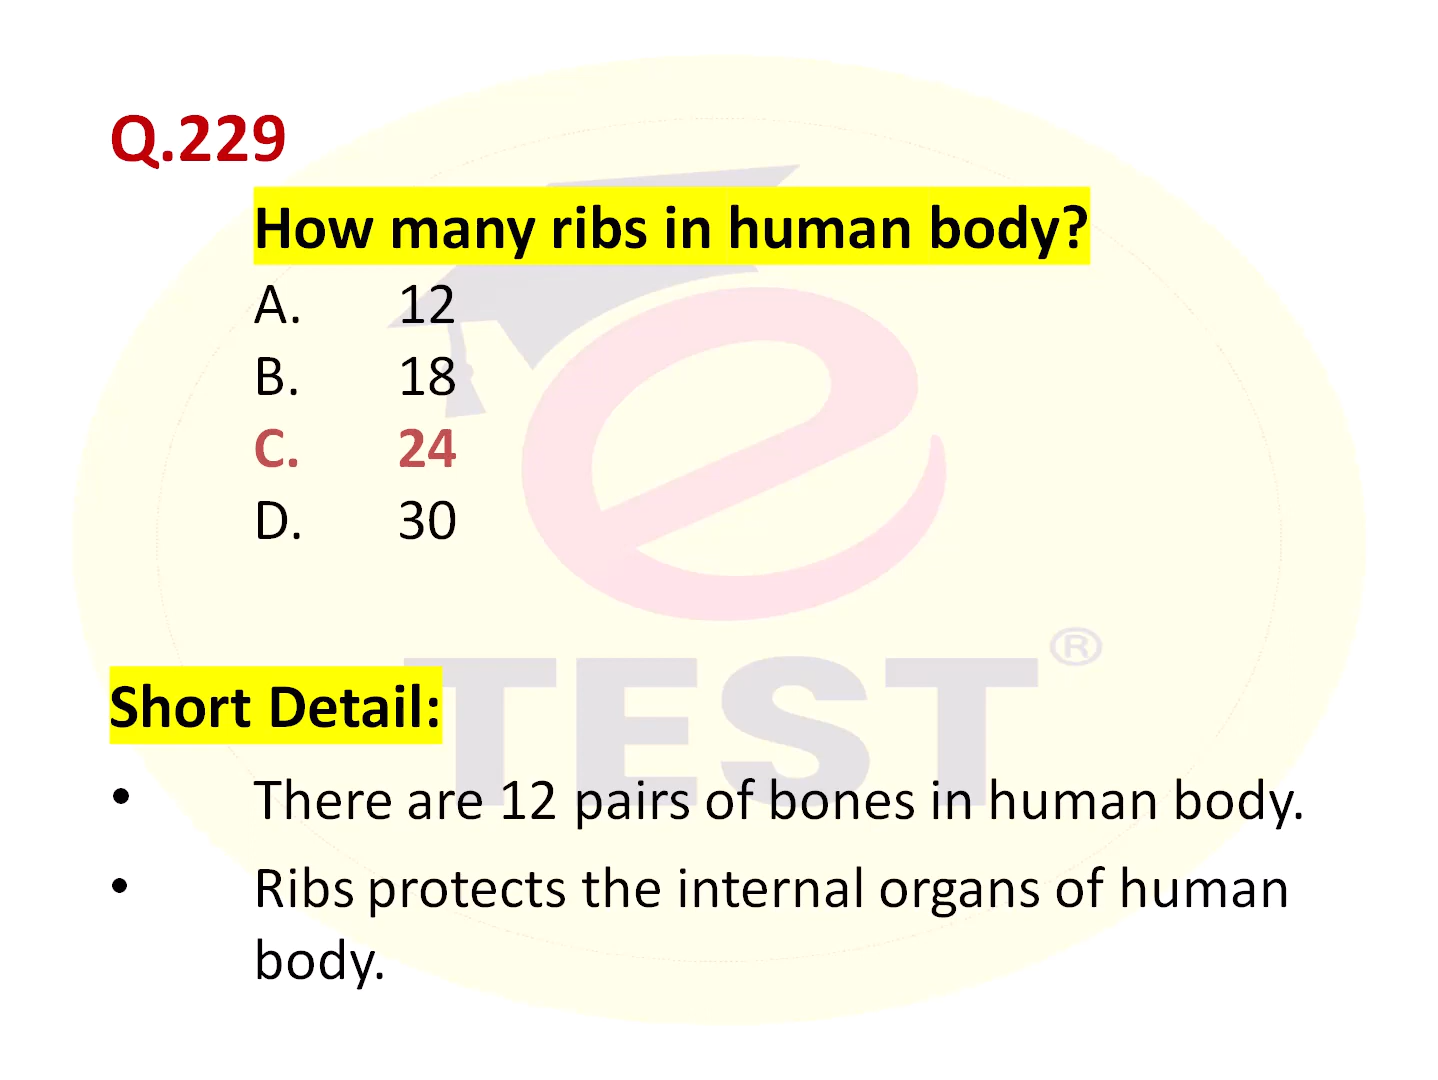 Q.229
How many ribs in human body?
A. 12
B. 18
C. 24
D. 30
Short Detail:
• There are 12 pairs of bones in human body.
• Ribs protects the internal organs of human
body.
e
TEST®